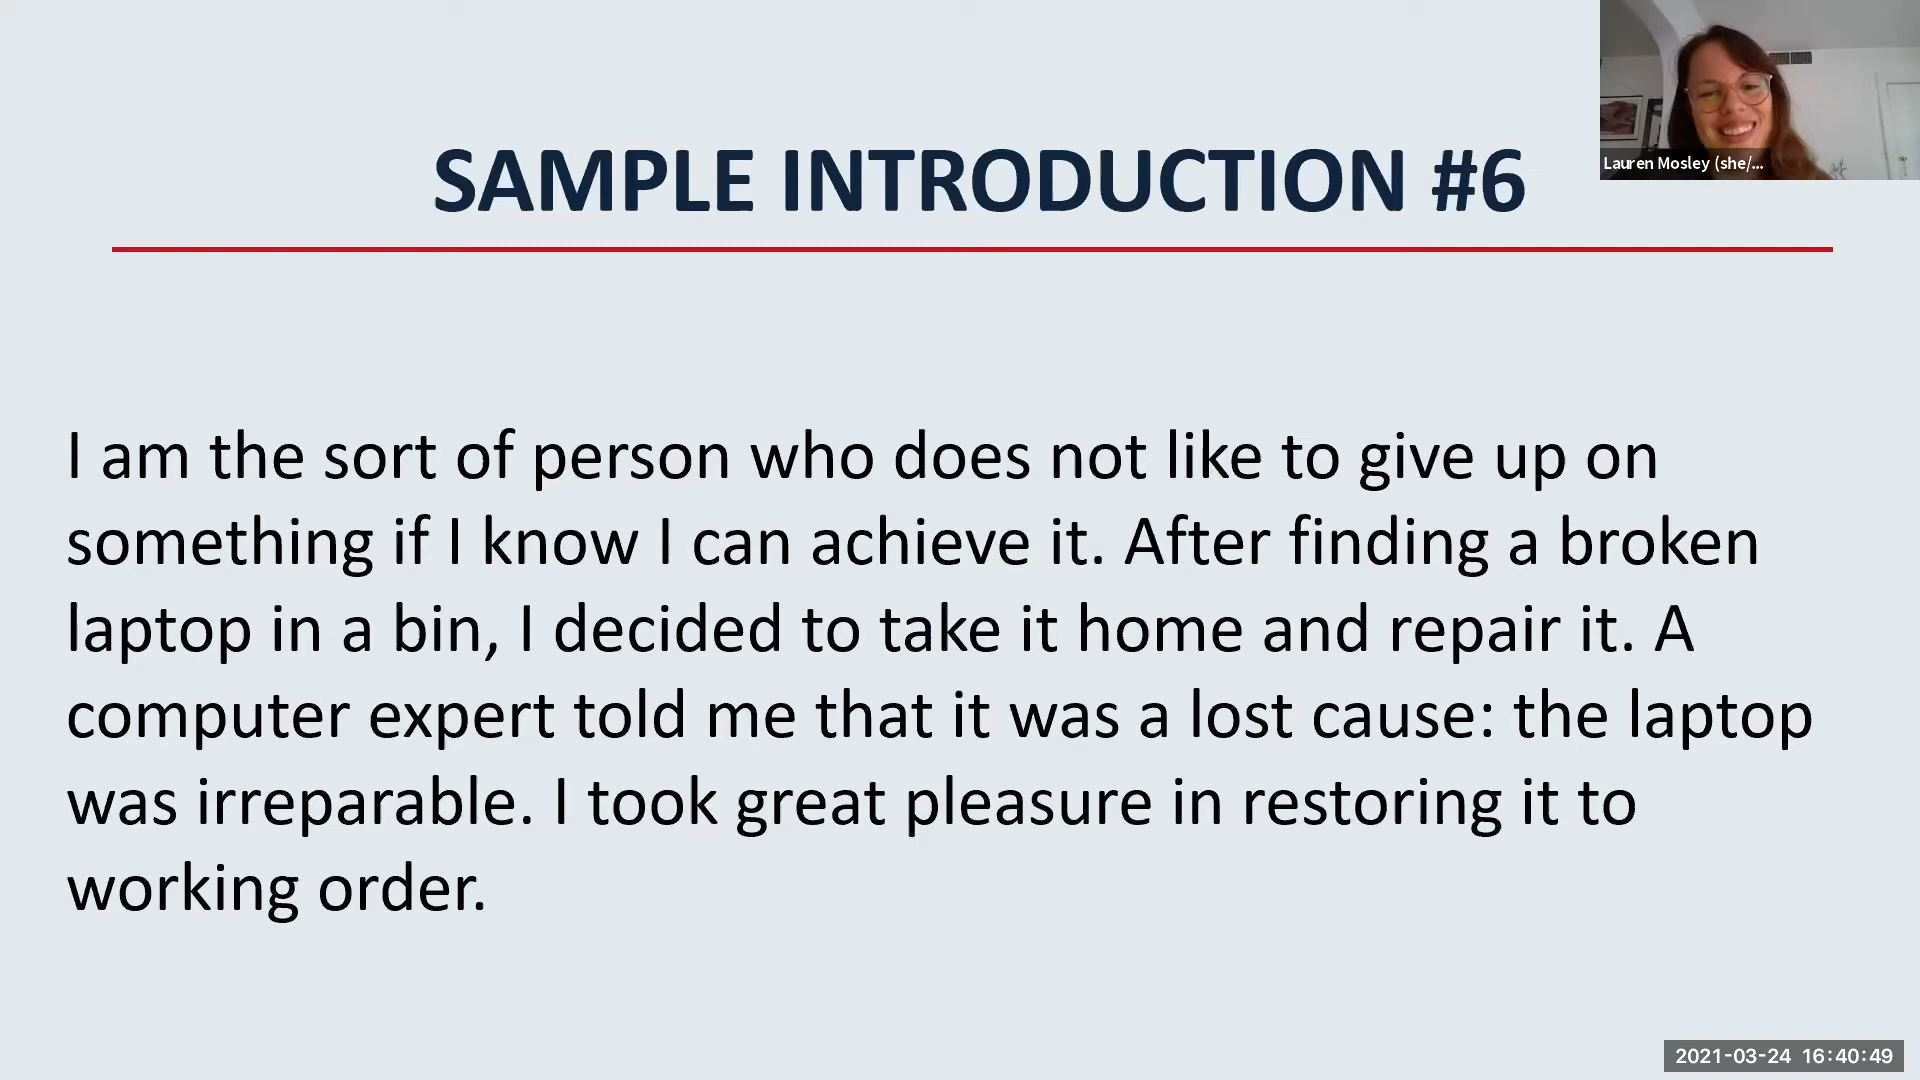 SAMPLE INTRODUCTION #6
Lauren Mosley (she/...
I am the sort of person who does not like to give up on
something if I know I can achieve it. After finding a broken
laptop in a bin, I decided to take it home and repair it. A
computer expert told me that it was a lost cause: the laptop
was irreparable. I took great pleasure in restoring it to
working order.
2021-03-24 16:40:49